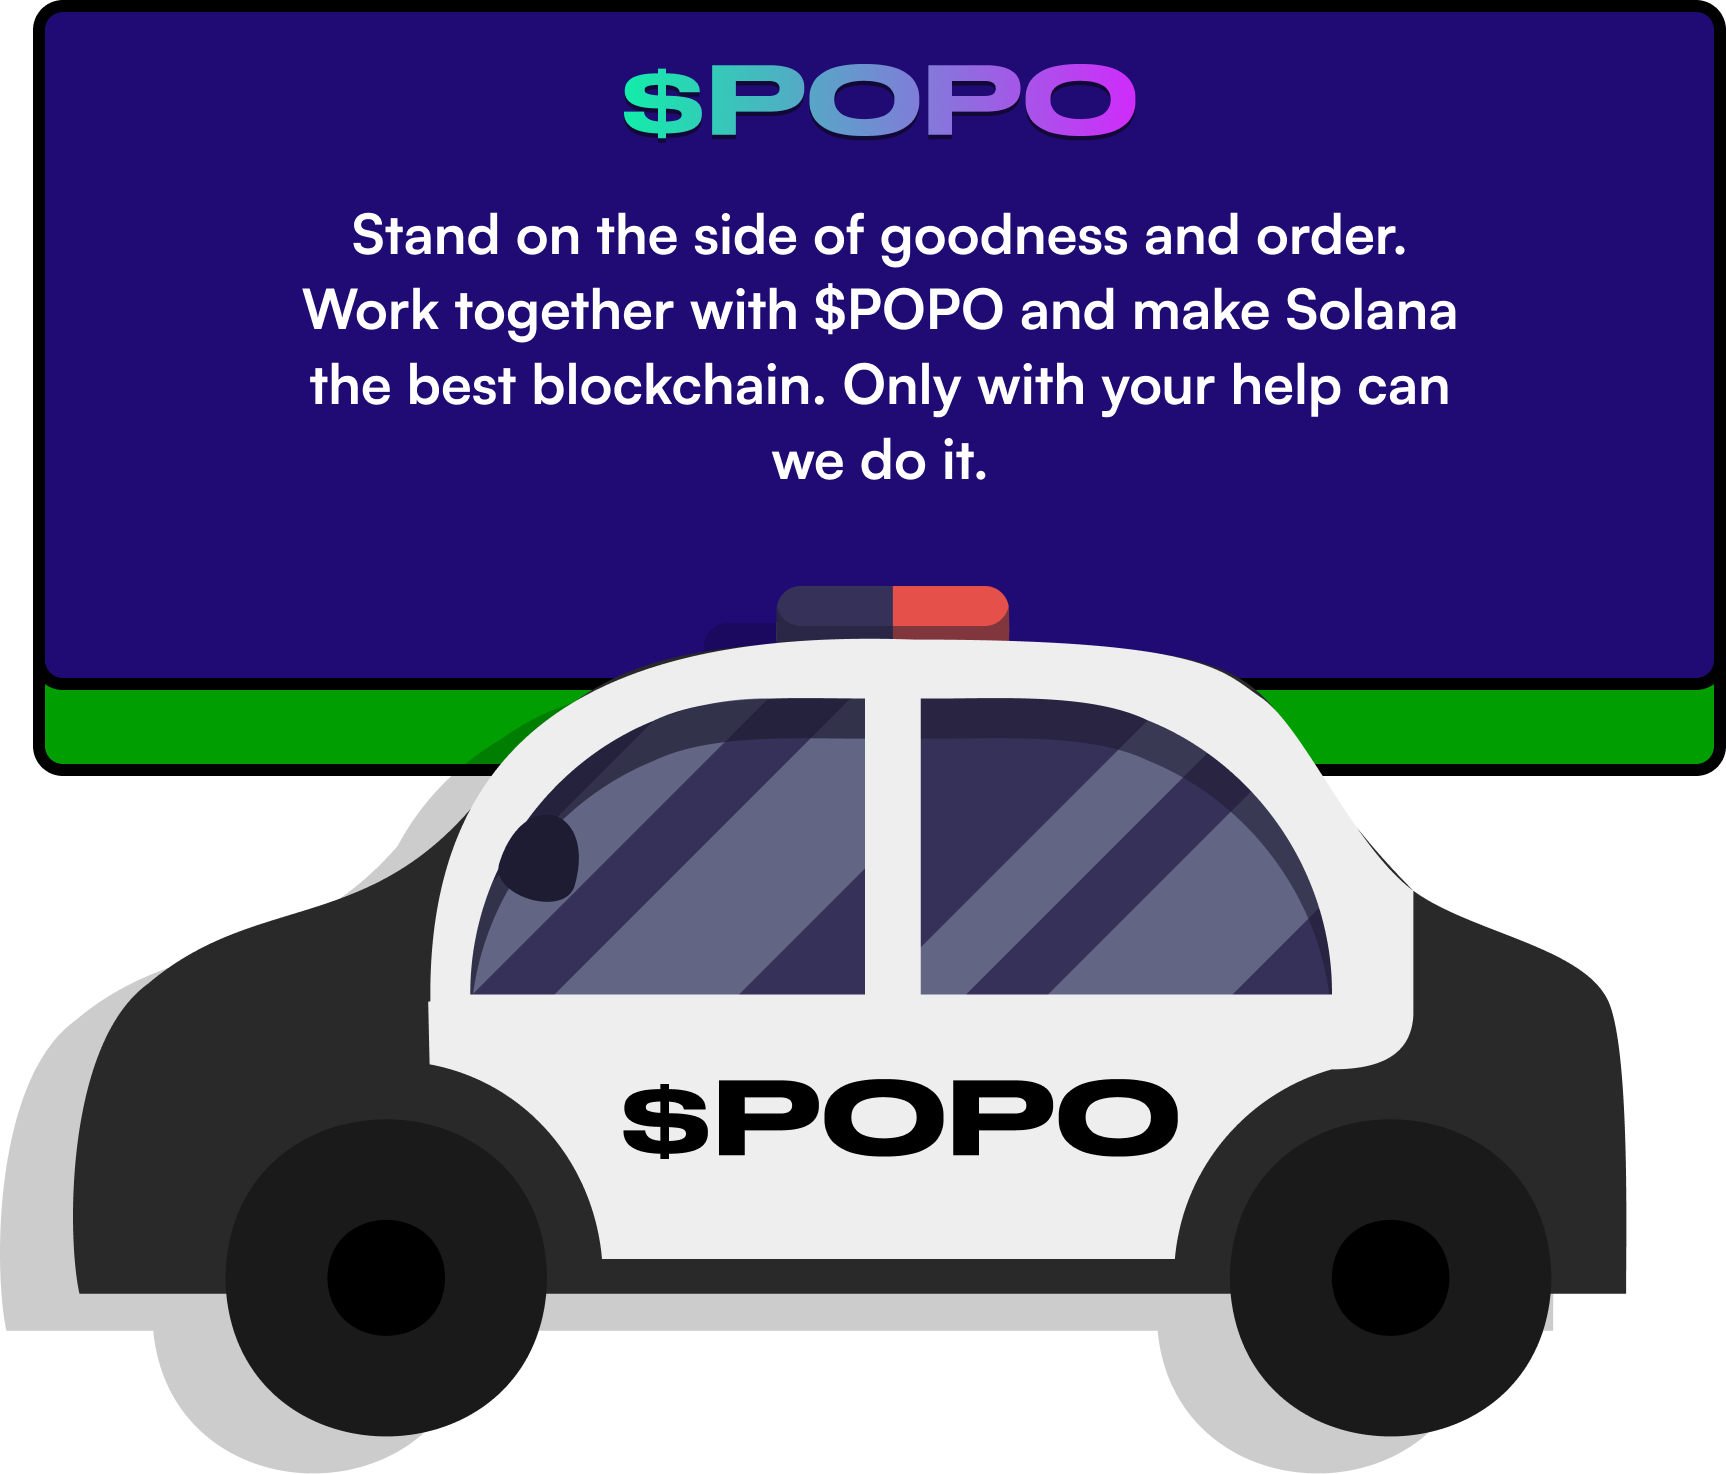 $POPO
Stand on the side of goodness and order.
Work together with $POPO and make Solana
the best blockchain. Only with your help can
we do it.
$POPO